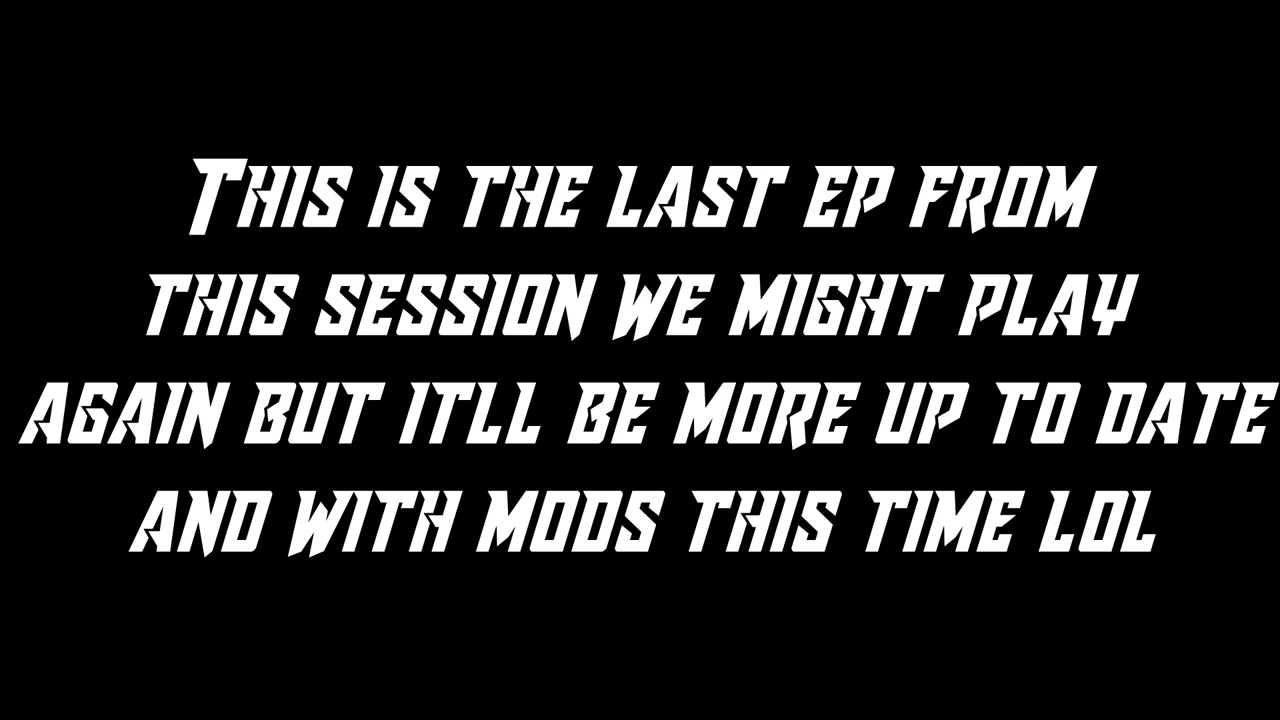 This is the last ep from
this session we might play
again but itll be more up to date
and with mods this time lol